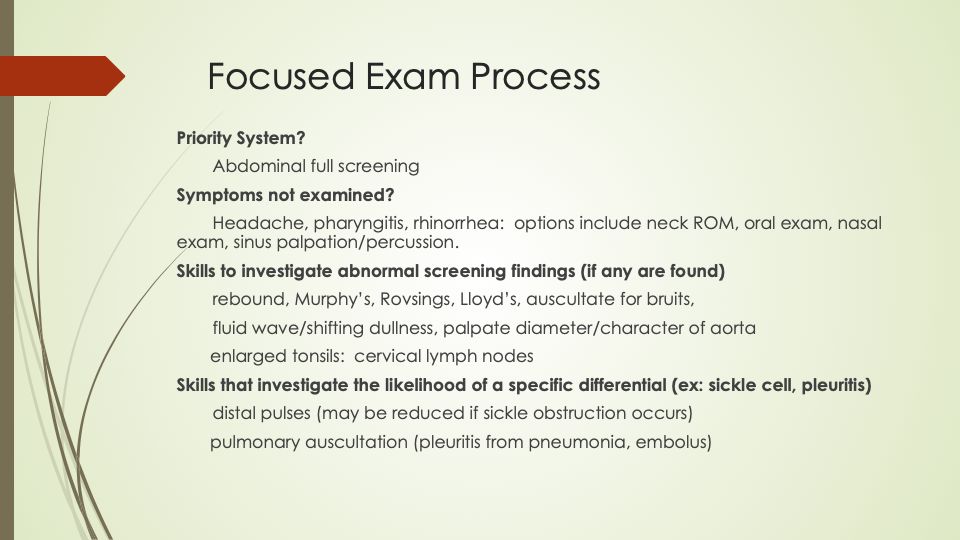 Focused Exam Process
Priority System?
Abdominal full screening
Symptoms not examined?
Headache, pharyngitis, rhinorrhea:  options include neck ROM, oral exam, nasal
exam, sinus palpation/percussion.
Skills to investigate abnormal screening findings (if any are found)
rebound, Murphy’s, Rovsings, Lloyd’s, auscultate for bruits,
fluid wave/shifting dullness, palpate diameter/character of aorta
enlarged tonsils:  cervical lymph nodes
Skills that investigate the likelihood of a specific differential (ex: sickle cell, pleuritis)
distal pulses (may be reduced if sickle obstruction occurs)
pulmonary auscultation (pleuritis from pneumonia, embolus)